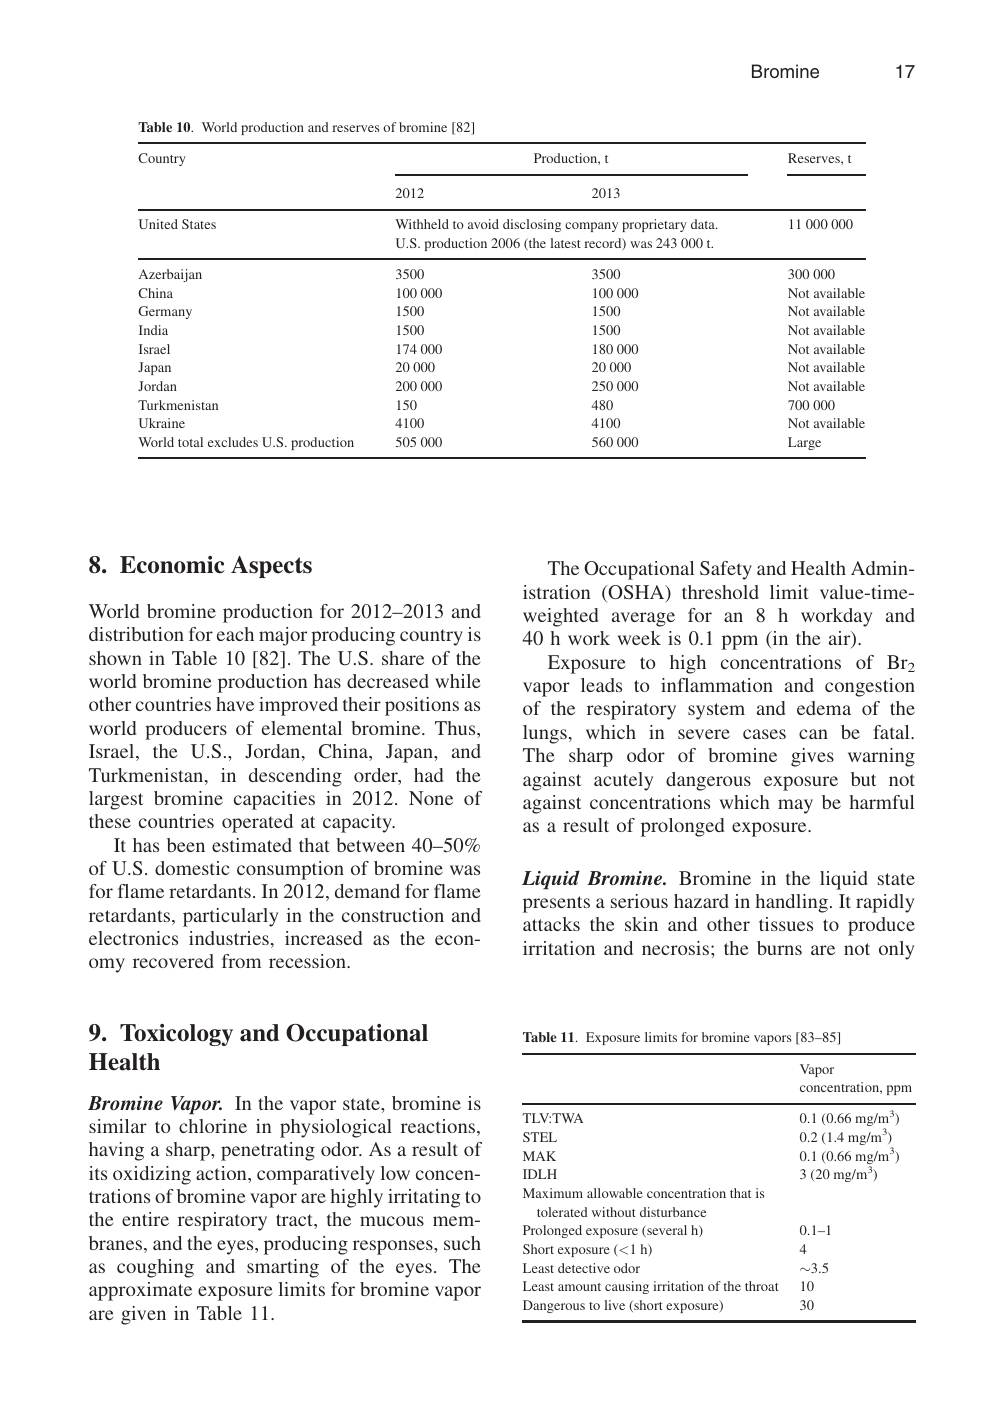 Bromine 17
Table 10. World production and reserves of bromine [82]
Country Production, t Reserves, t
2012 2013
United States Withheld to avoid disclosing company proprietary data. 11 000 000
U.S. production 2006 (the latest record) was 243 000 t.
Azerbaijan 3500 3500 300 000
China 100 000 100 000 Not available
Germany 1500 1500 Not available
India 1500 1500 Not available
Israel 174 000 180 000 Not available
Japan 20 000 20 000 Not available
Jordan 200 000 250 000 Not available
Turkmenistan 150 480 700 000
Ukraine 4100 4100 Not available
World total excludes U.S. production 505 000 560 000 Large
8. Economic Aspects
World bromine production for 2012–2013 and
distribution for each major producing country is
shown in Table 10 [82]. The U.S. share of the
world bromine production has decreased while
other countries have improved their positions as
world producers of elemental bromine. Thus,
Israel, the U.S., Jordan, China, Japan, and
Turkmenistan, in descending order, had the
largest bromine capacities in 2012. None of
these countries operated at capacity.
It has been estimated that between 40–50%
of U.S. domestic consumption of bromine was
for flame retardants. In 2012, demand for flame
retardants, particularly in the construction and
electronics industries, increased as the econ-
omy recovered from recession.
9. Toxicology and Occupational
Health
Bromine Vapor. In the vapor state, bromine is
similar to chlorine in physiological reactions,
having a sharp, penetrating odor. As a result of
its oxidizing action, comparatively low concen-
trations of bromine vapor are highly irritating to
the entire respiratory tract, the mucous mem-
branes, and the eyes, producing responses, such
as coughing and smarting of the eyes. The
approximate exposure limits for bromine vapor
are given in Table 11.
The Occupational Safety and Health Admin-
istration (OSHA) threshold limit value-time-
weighted average for an 8 h workday and
40 h work week is 0.1 ppm (in the air).
Exposure to high concentrations of Br₂
vapor leads to inflammation and congestion
of the respiratory system and edema of the
lungs, which in severe cases can be fatal.
The sharp odor of bromine gives warning
against acutely dangerous exposure but not
against concentrations which may be harmful
as a result of prolonged exposure.
Liquid Bromine. Bromine in the liquid state
presents a serious hazard in handling. It rapidly
attacks the skin and other tissues to produce
irritation and necrosis; the burns are not only
Table 11. Exposure limits for bromine vapors [83–85]
Vapor
concentration, ppm
TLV:TWA 0.1 (0.66 mg/m³)
STEL 0.2 (1.4 mg/m³)
MAK 0.1 (0.66 mg/m³)
IDLH 3 (20 mg/m³)
Maximum allowable concentration that is
tolerated without disturbance
Prolonged exposure (several h) 0.1–1
Short exposure (<1 h) 4
Least detective odor ∼3.5
Least amount causing irritation of the throat 10
Dangerous to live (short exposure) 30